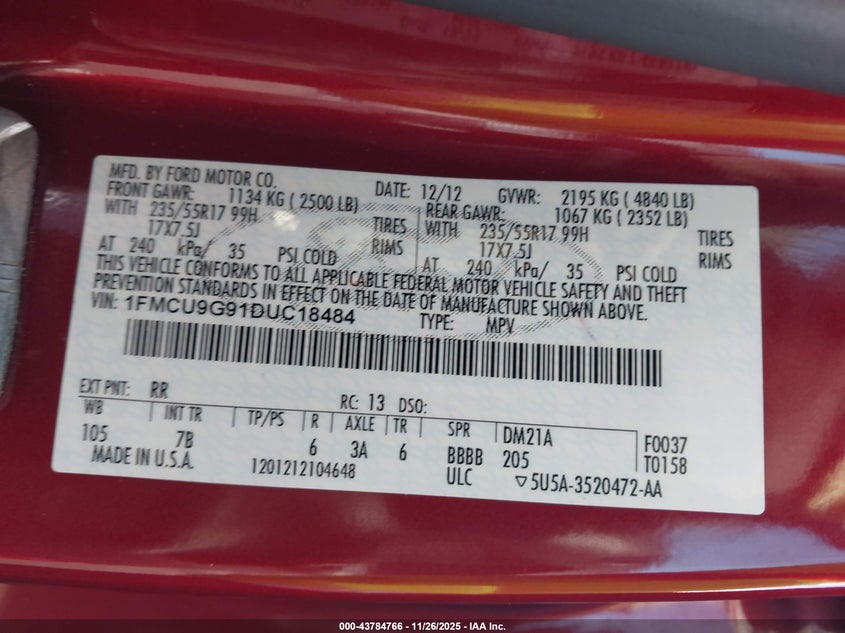 MFD. BY FORD MOTOR CO. DATE: 12/12 GVWR: 2195 KG ( 4840 LB)
FRONT GAWR: 1134 KG ( 2500 LB) REAR GAWR: 1067 KG ( 2352 LB)
WITH 235/55R17 99H TIRES WITH 235/55R17 99H TIRES
17X7.5J RIMS 17X7.5J RIMS
AT 240 kPa/ 35 PSI COLD AT 240 kPa/ 35 PSI COLD
THIS VEHICLE CONFORMS TO ALL APPLICABLE FEDERAL MOTOR VEHICLE SAFETY AND THEFT
PREVENTION STANDARDS IN EFFECT ON THE DATE OF MANUFACTURE SHOWN ABOVE.
VIN: 1FMCU9G91DUC18484 TYPE: MPV
EXT PNT: RR RC: 13 DSO:
WB INT TR TP/PS R AXLE TR SPR DM21A F0037
105 7B 6 3A 6 BBBB 205 T0158
MADE IN U.S.A. 1201212104648 ULC ▽5U5A-3520472-AA
000-43784766 - 11/26/2025 - IAA Inc.